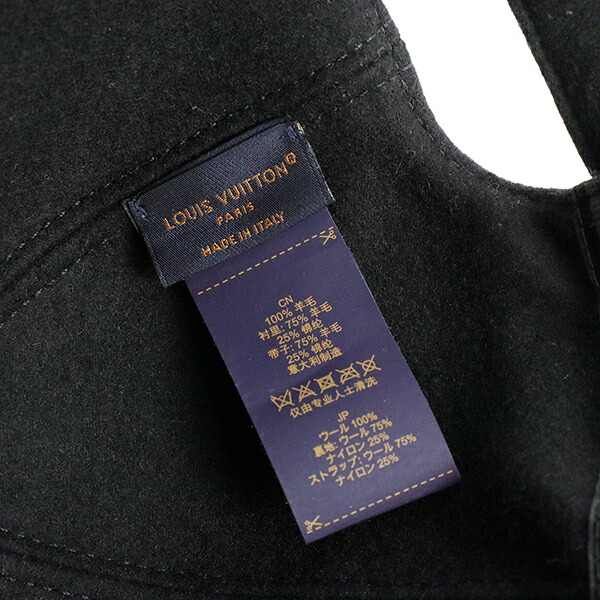 LOUIS VUITTON®
PARIS
MADE IN ITALY
CN
100% 羊毛
衬里: 75% 羊毛
25% 锦纶
带子: 75% 羊毛
25% 锦纶
意大利制造
仅由专业人士清洗
JP
ウール 100%
裏地: ウール 75%
ナイロン 25%
ストラップ: ウール 75%
ナイロン 25%